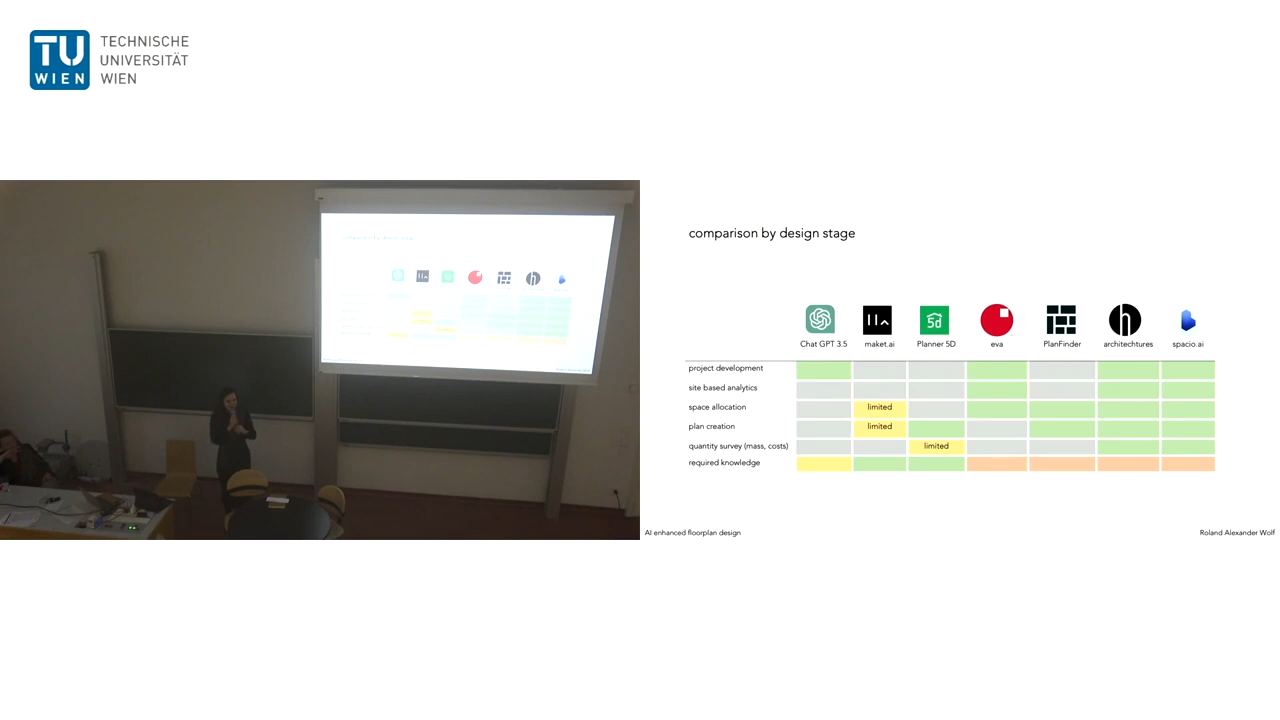 TU
WIEN
TECHNISCHE
UNIVERSITÄT
WIEN
comparison by design stage
5d
h
Chat GPT 3.5
maket.ai
Planner 5D
eva
PlanFinder
architechtures
spacio.ai
project development
site based analytics
space allocation
limited
plan creation
limited
quantity survey (mass, costs)
limited
required knowledge
AI enhanced floorplan design
Roland Alexander Wolf